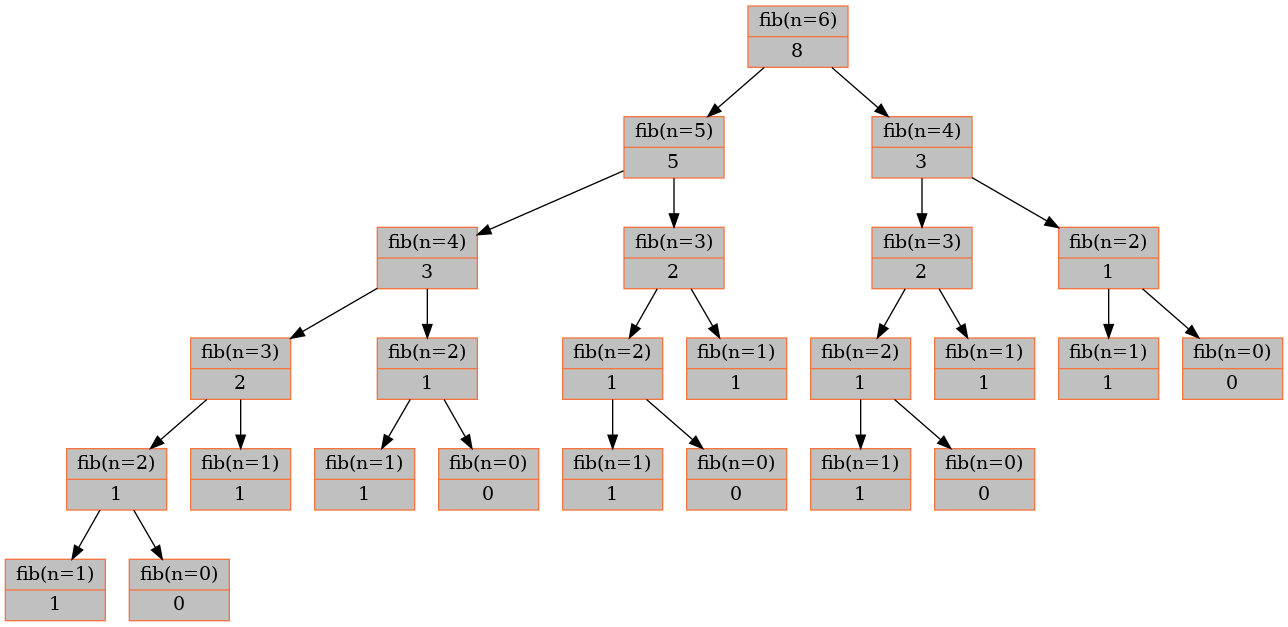 fib(n=6)
8
fib(n=5)
5
fib(n=4)
3
fib(n=4)
3
fib(n=3)
2
fib(n=3)
2
fib(n=2)
1
fib(n=3)
2
fib(n=2)
1
fib(n=2)
1
fib(n=1)
1
fib(n=2)
1
fib(n=1)
1
fib(n=1)
1
fib(n=0)
0
fib(n=2)
1
fib(n=1)
1
fib(n=1)
1
fib(n=0)
0
fib(n=1)
1
fib(n=0)
0
fib(n=1)
1
fib(n=0)
0
fib(n=1)
1
fib(n=0)
0